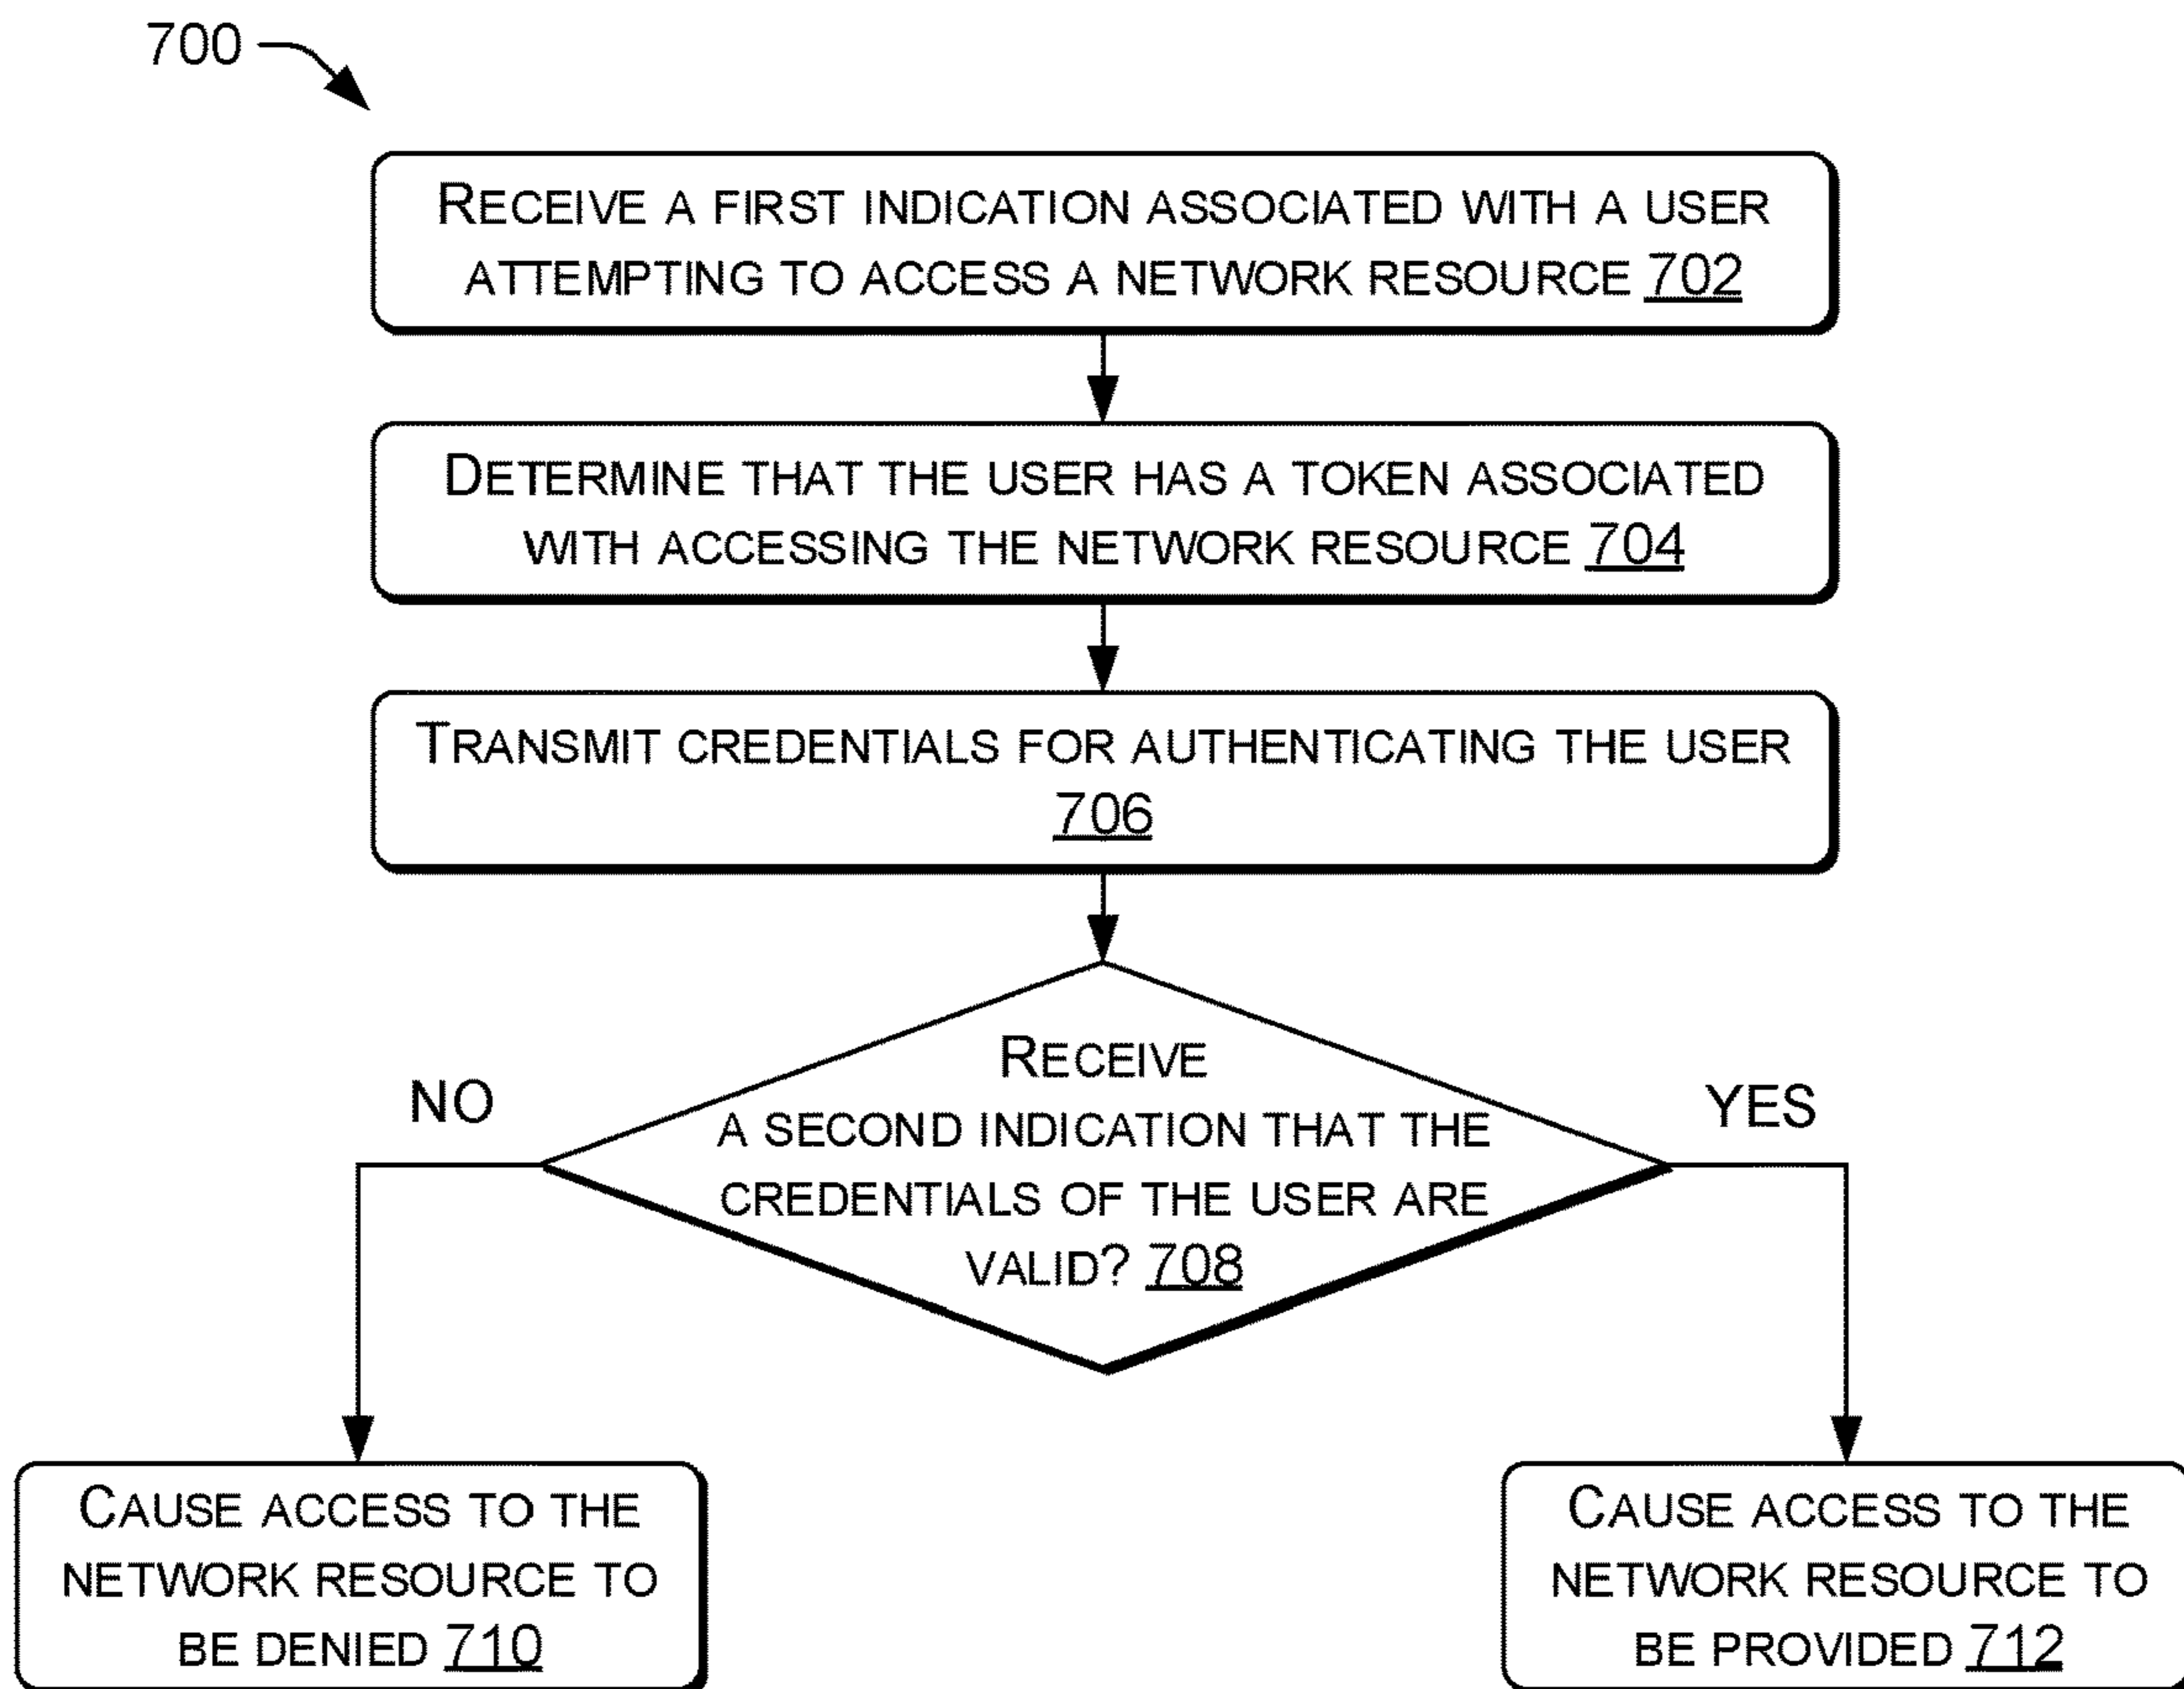 700
RECEIVE A FIRST INDICATION ASSOCIATED WITH A USER
ATTEMPTING TO ACCESS A NETWORK RESOURCE 702
DETERMINE THAT THE USER HAS A TOKEN ASSOCIATED
WITH ACCESSING THE NETWORK RESOURCE 704
TRANSMIT CREDENTIALS FOR AUTHENTICATING THE USER
706
RECEIVE
A SECOND INDICATION THAT THE
CREDENTIALS OF THE USER ARE
VALID? 708
NO
YES
CAUSE ACCESS TO THE
NETWORK RESOURCE TO
BE DENIED 710
CAUSE ACCESS TO THE
NETWORK RESOURCE TO
BE PROVIDED 712